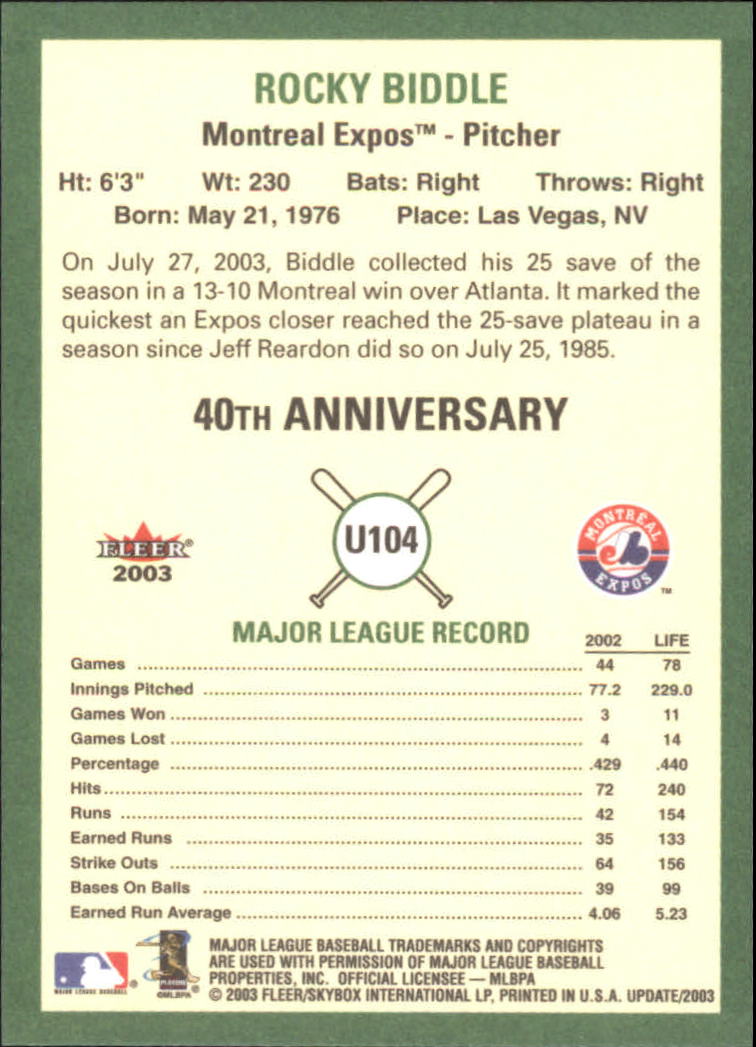 ROCKY BIDDLE
Montreal Expos™ - Pitcher
Ht: 6'3" Wt: 230 Bats: Right Throws: Right
Born: May 21, 1976 Place: Las Vegas, NV
On July 27, 2003, Biddle collected his 25 save of the
season in a 13-10 Montreal win over Atlanta. It marked the
quickest an Expos closer reached the 25-save plateau in a
season since Jeff Reardon did so on July 25, 1985.
40TH ANNIVERSARY
FLEER®
2003
U104
MONTREAL
EXPOS
™
MAJOR LEAGUE RECORD 2002 LIFE
Games 44 78
Innings Pitched 77.2 229.0
Games Won 3 11
Games Lost 4 14
Percentage .429 .440
Hits 72 240
Runs 42 154
Earned Runs 35 133
Strike Outs 64 156
Bases On Balls 39 99
Earned Run Average 4.06 5.23
MAJOR LEAGUE BASEBALL
®
PLAYERS
©MLBPA
®
MAJOR LEAGUE BASEBALL TRADEMARKS AND COPYRIGHTS
ARE USED WITH PERMISSION OF MAJOR LEAGUE BASEBALL
PROPERTIES, INC. OFFICIAL LICENSEE — MLBPA
© 2003 FLEER/SKYBOX INTERNATIONAL LP, PRINTED IN U.S.A. UPDATE/2003